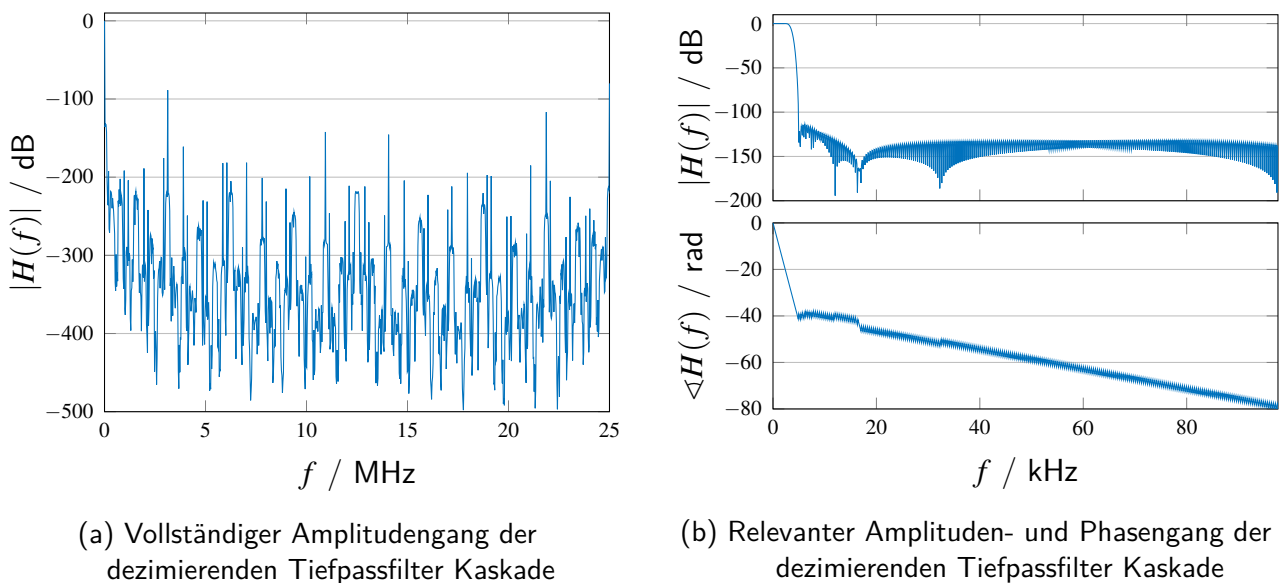 0
−100
−200
−300
−400
−500
|H(f)| / dB
0 5 10 15 20 25
f / MHz
(a) Vollständiger Amplitudengang der
dezimierenden Tiefpassfilter Kaskade
0
−50
−100
−150
−200
|H(f)| / dB
0
−20
−40
−60
−80
∢H(f) / rad
0 20 40 60 80
f / kHz
(b) Relevanter Amplituden- und Phasengang der
dezimierenden Tiefpassfilter Kaskade